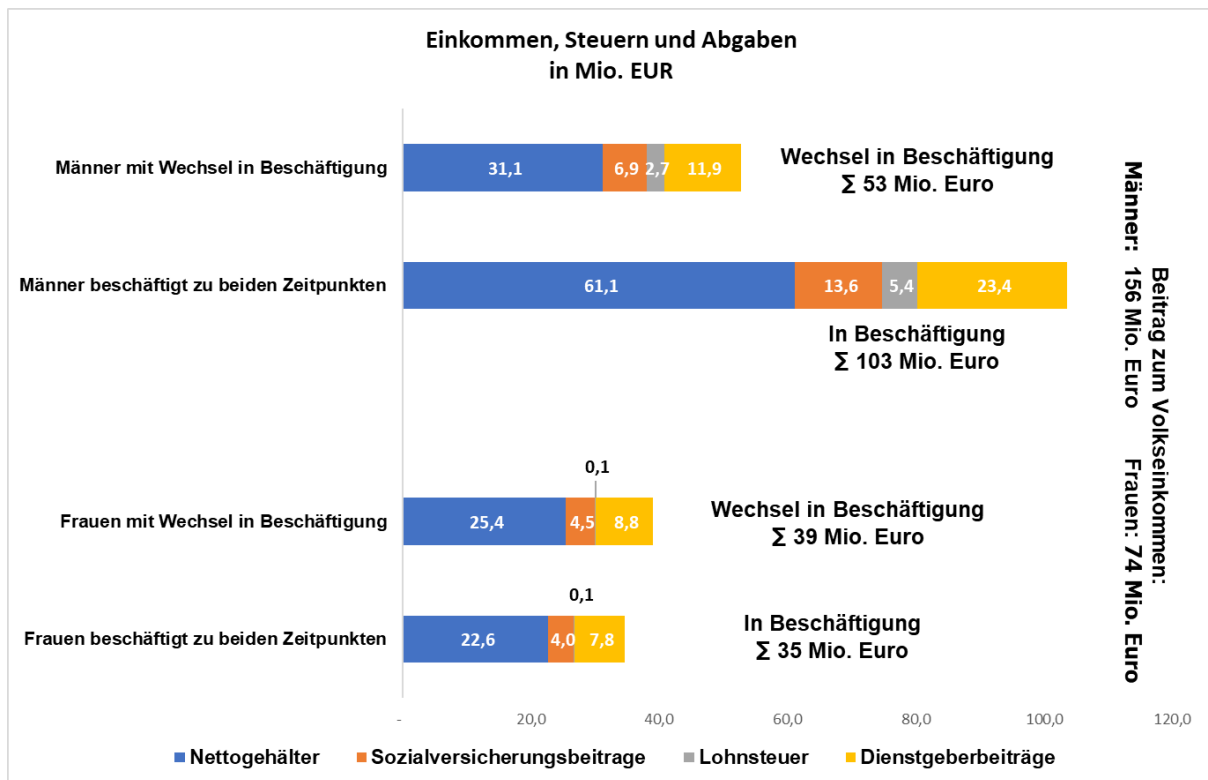 Einkommen, Steuern und Abgaben
in Mio. EUR
Männer mit Wechsel in Beschäftigung
31,1
6,9
2,7
11,9
Wechsel in Beschäftigung
Σ 53 Mio. Euro
Männer beschäftigt zu beiden Zeitpunkten
61,1
13,6
5,4
23,4
In Beschäftigung
Σ 103 Mio. Euro
0,1
Frauen mit Wechsel in Beschäftigung
25,4
4,5
8,8
Wechsel in Beschäftigung
Σ 39 Mio. Euro
0,1
Frauen beschäftigt zu beiden Zeitpunkten
22,6
4,0
7,8
In Beschäftigung
Σ 35 Mio. Euro
Beitrag zum Volkseinkommen:
Männer: 156 Mio. Euro Frauen: 74 Mio. Euro
-
20,0
40,0
60,0
80,0
100,0
120,0
Nettogehälter
Sozialversicherungsbeitrage
Lohnsteuer
Dienstgeberbeiträge